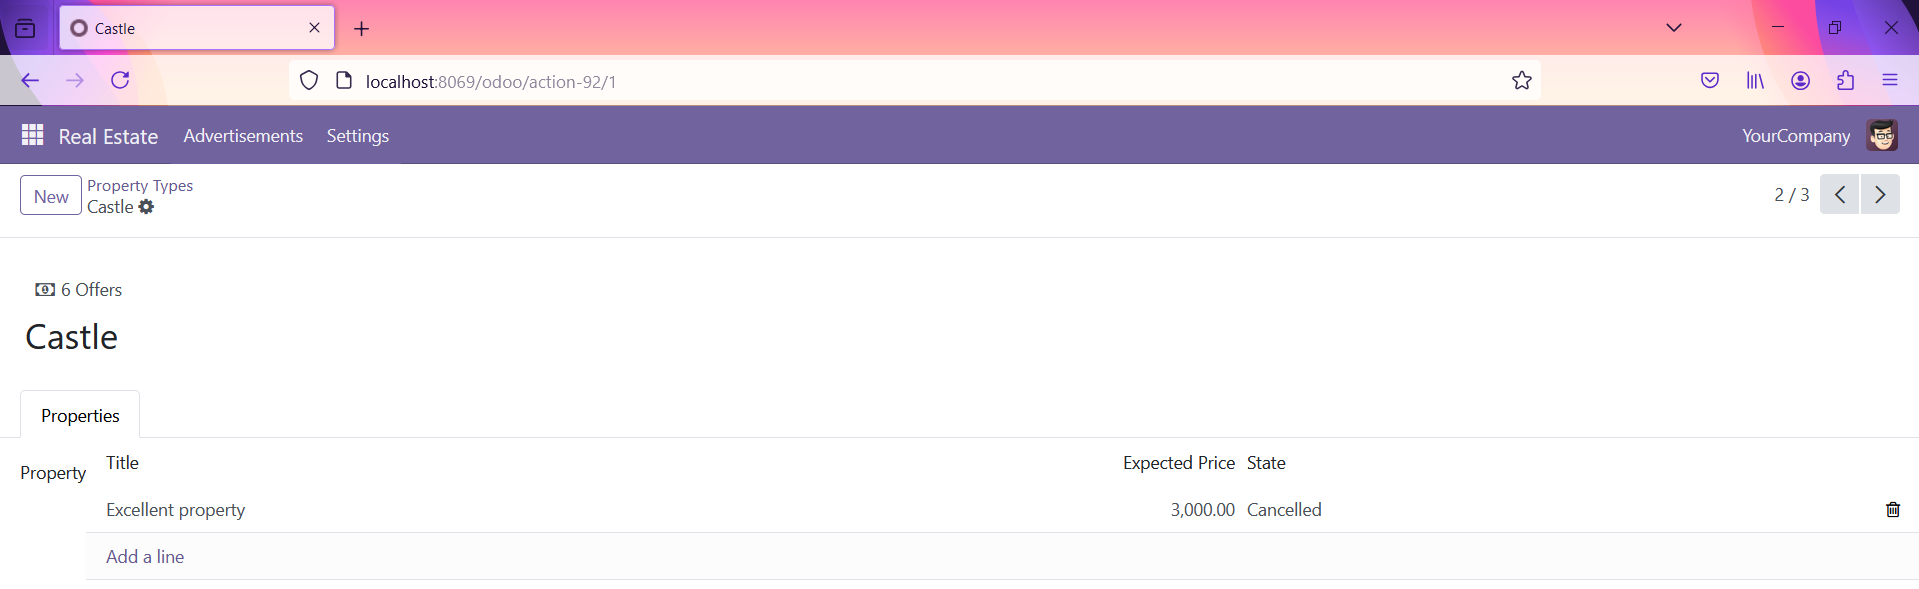 Castle
localhost:8069/odoo/action-92/1
Real Estate Advertisements Settings YourCompany
New
Property Types
Castle
2 / 3
6 Offers
Castle
Properties
Property
Title Expected Price State
Excellent property 3,000.00 Cancelled
Add a line